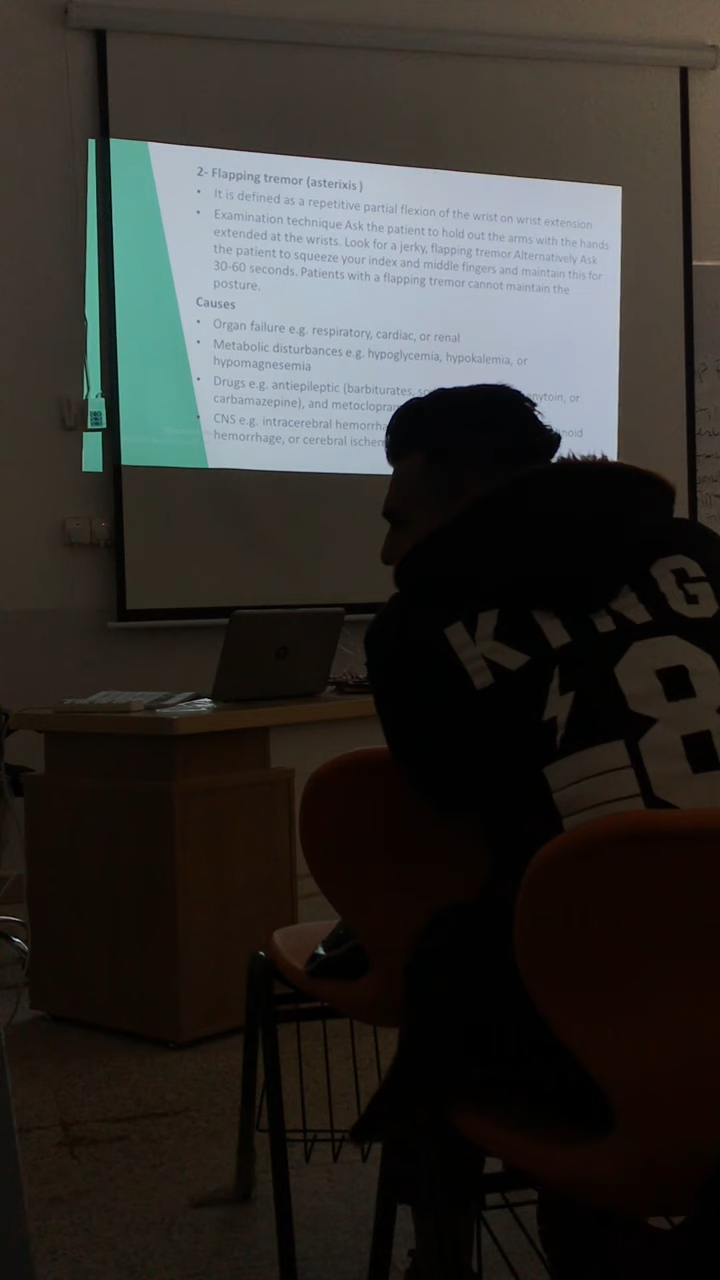 2- Flapping tremor (asterixis )
• It is defined as a repetitive partial flexion of the wrist on wrist extension
• Examination technique Ask the patient to hold out the arms with the hands
extended at the wrists. Look for a jerky, flapping tremor Alternatively Ask
the patient to squeeze your index and middle fingers and maintain this for
30-60 seconds. Patients with a flapping tremor cannot maintain the
posture.
Causes
• Organ failure e.g. respiratory, cardiac, or renal
• Metabolic disturbances e.g. hypoglycemia, hypokalemia, or
hypomagnesemia
• Drugs e.g. antiepileptic (barbiturates, or
carbamazepine), and
• CNS e.g. intracerebral
hemorrhage, or cerebral
KING
8